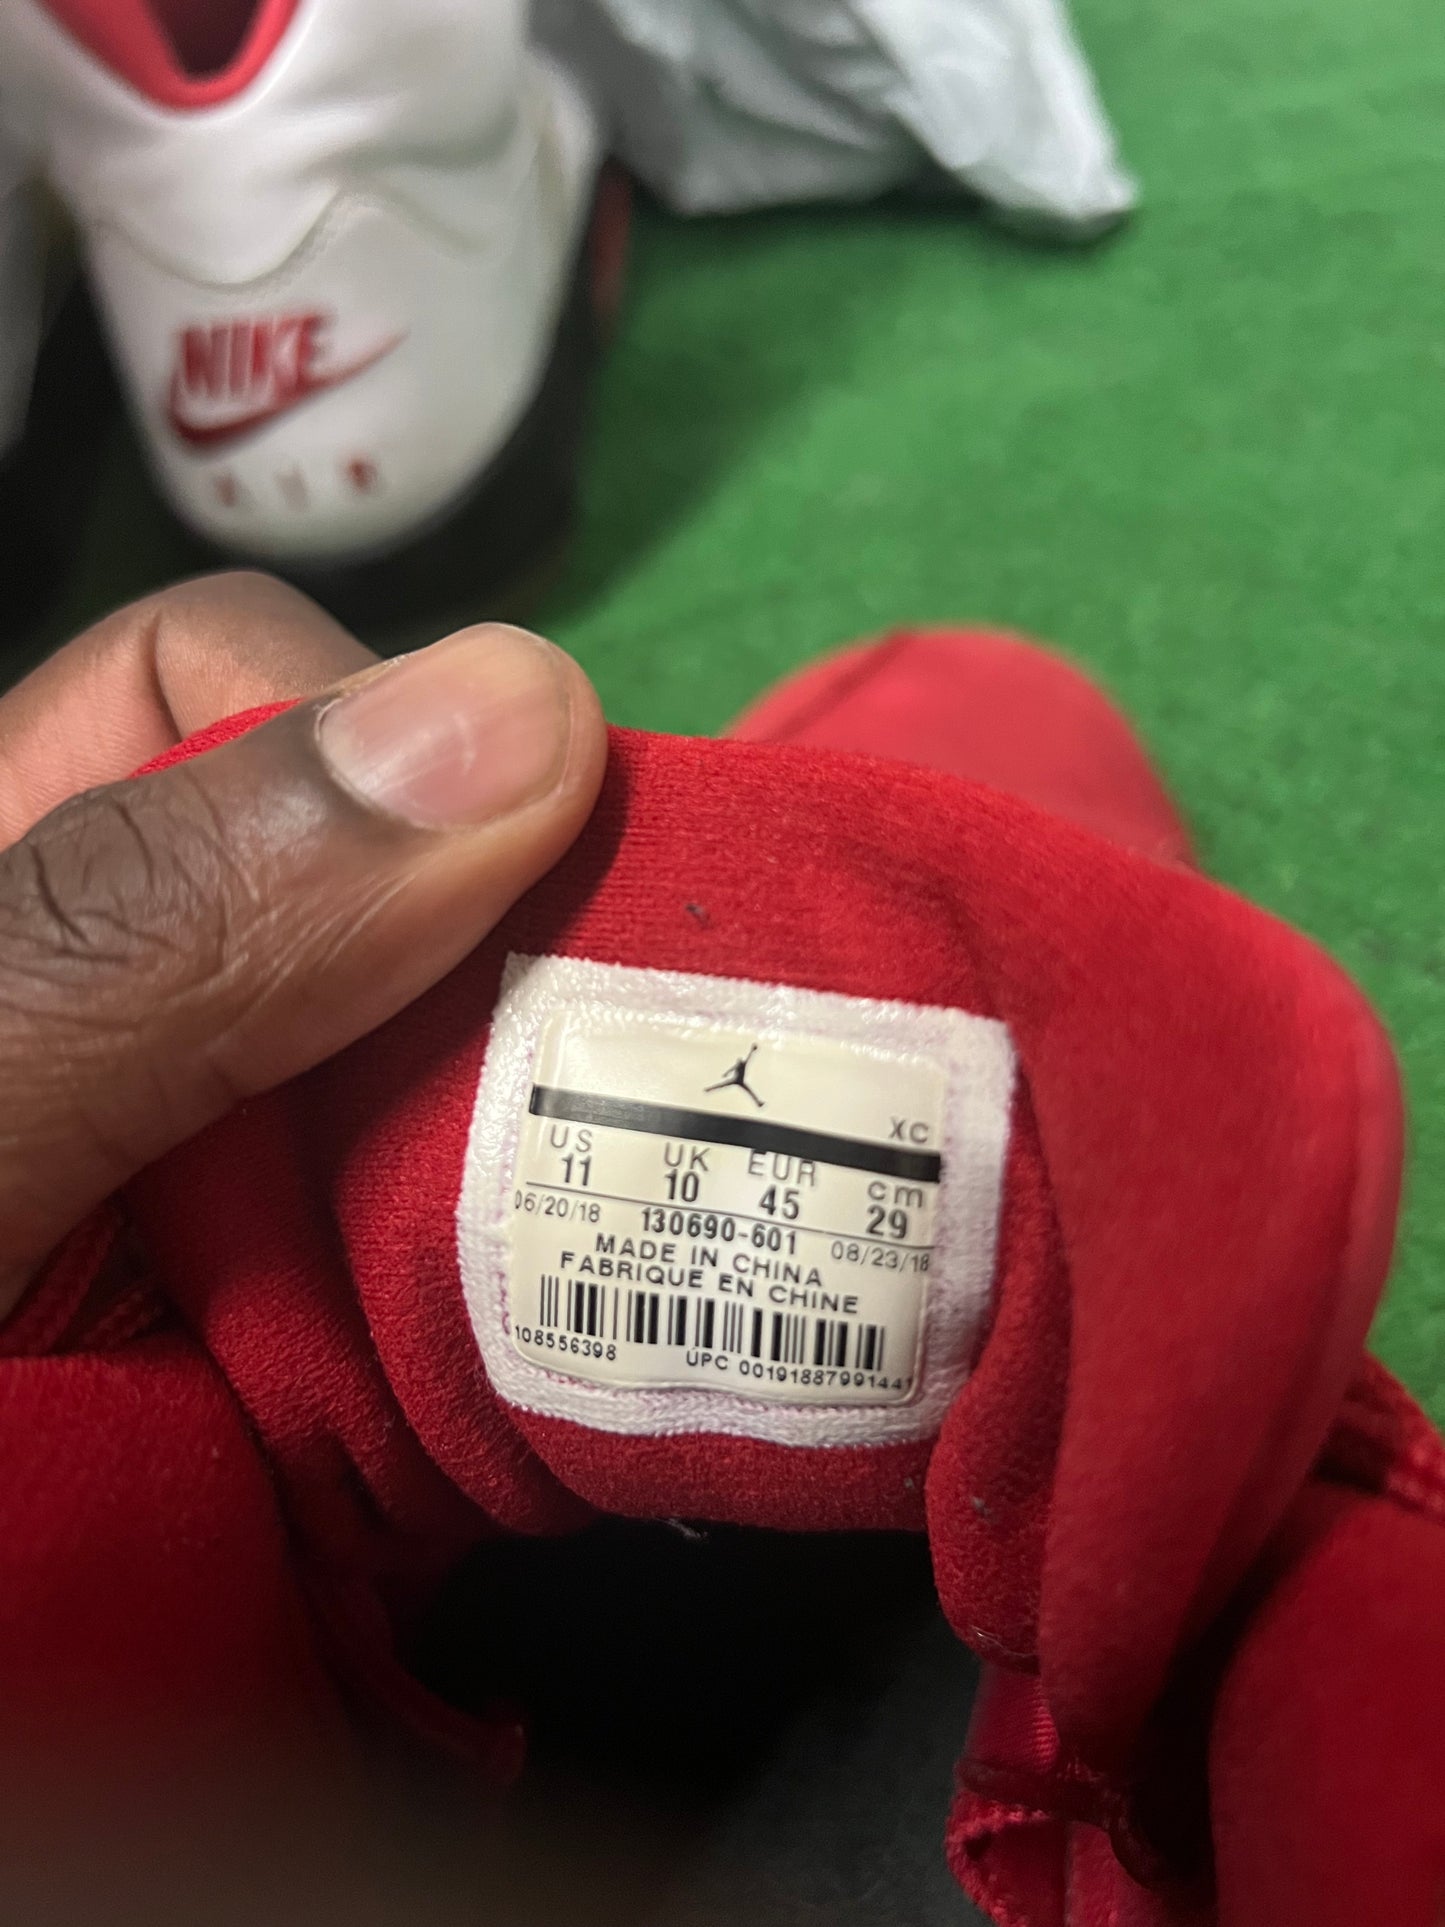 NIKE
AIR
XC
US UK EUR cm
11 10 45 29
06/20/18 130690-601 08/23/18
MADE IN CHINA
FABRIQUE EN CHINE
108556398 UPC 00191887991441